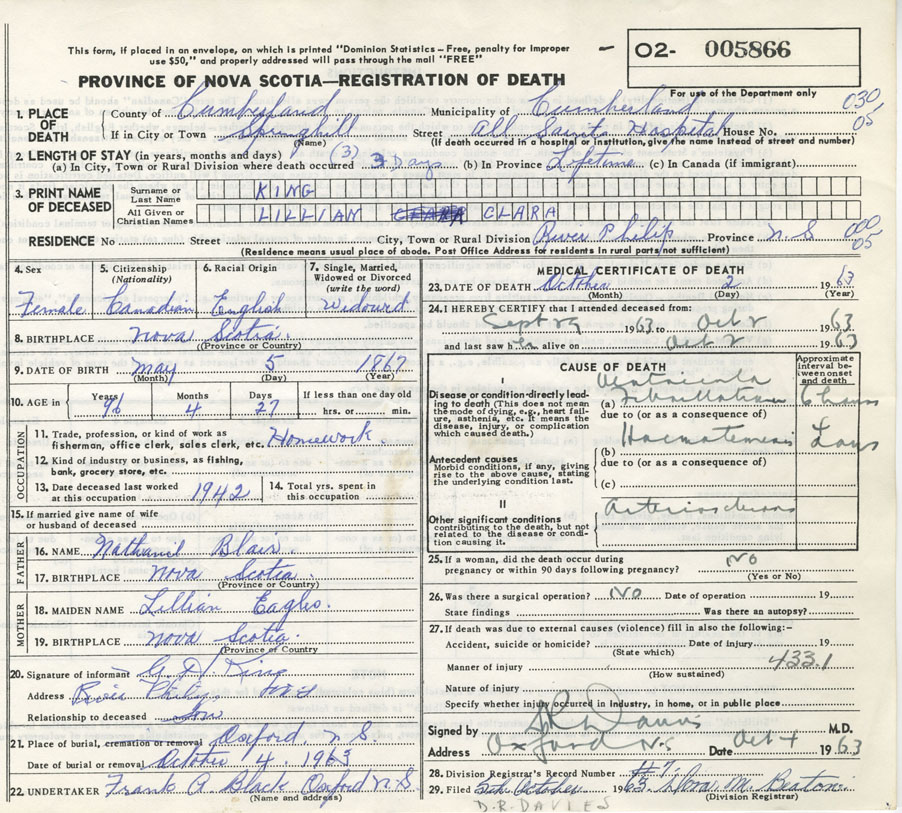 This form, if placed in an envelope, on which is printed "Dominion Statistics – Free, penalty for improper
use $50," and properly addressed will pass through the mail "FREE"
O2- 005866
For use of the Department only
PROVINCE OF NOVA SCOTIA—REGISTRATION OF DEATH
1. PLACE OF DEATH
County of Cumberland Municipality of Cumberland 030
If in City or Town Springhill Street All Saints Hospital House No. 05
(Name) (If death occurred in a hospital or institution, give the name instead of street and number)
2. LENGTH OF STAY (in years, months and days) (3)
(a) In City, Town or Rural Division where death occurred 3 Days (b) In Province Lifetime (c) In Canada (if immigrant)
3. PRINT NAME OF DECEASED
Surname or Last Name KING
All Given or Christian Names LILLIAN CLARA CLARA
RESIDENCE No Street City, Town or Rural Division River Philip Province N.S 000 05
(Residence means usual place of abode. Post Office Address for residents in rural parts not sufficient)
4. Sex 5. Citizenship (Nationality) 6. Racial Origin 7. Single, Married, Widowed or Divorced (write the word)
Female Canadian English Widowed
8. BIRTHPLACE Nova Scotia.
(Province or Country)
9. DATE OF BIRTH May 5 1867
(Month) (Day) (Year)
10. AGE in Years Months Days If less than one day old
96 4 27 hrs. or min.
OCCUPATION
11. Trade, profession, or kind of work as
fisherman, office clerk, sales clerk, etc. Homework
12. Kind of industry or business, as fishing,
bank, grocery store, etc.
13. Date deceased last worked at this occupation 1942 14. Total yrs. spent in this occupation
15. If married give name of wife
or husband of deceased
FATHER
16. NAME Nathanel Blair.
17. BIRTHPLACE Nova Scotia.
(Province or Country)
MOTHER
18. MAIDEN NAME Lillian Eagles.
19. BIRTHPLACE Nova Scotia.
(Province of Country)
20. Signature of informant King
Address River Philip NS
Relationship to deceased Son
21. Place of burial, cremation or removal Oxford, N.S.
Date of burial or removal October 4. 1963
22. UNDERTAKER Frank Black Oxford N.S.
(Name and address)
MEDICAL CERTIFICATE OF DEATH
23. DATE OF DEATH October 2 1963
(Month) (Day) (Year)
24. I HEREBY CERTIFY that I attended deceased from:
Sept 29 1963 to Oct 2 1963
and last saw h alive on Oct 2 1963
CAUSE OF DEATH
Approximate interval between onset and death
I
Disease or condition-directly leading to death (This does not mean the mode of dying, e.g., heart failure, asthenia, etc. It means the disease, injury, or complication which caused death.)
(a) Ventricular Fibrillation
due to (or as a consequence of)
(b) Haematemesis
Antecedent causes
Morbid conditions, if any, giving rise to the above cause, stating the underlying condition last.
due to (or as a consequence of)
(c)
II
Other significant conditions
contributing to the death, but not related to the disease or condition causing it.
Arteriosclerosis
25. If a woman, did the death occur during
pregnancy or within 90 days following pregnancy? NO
(Yes or No)
26. Was there a surgical operation? NO Date of operation 19
State findings Was there an autopsy?
27. If death was due to external causes (violence) fill in also the following:–
Accident, suicide or homicide? Date of injury 19
(State which)
Manner of injury 433.1
(How sustained)
Nature of injury
Specify whether injury occurred in industry, in home, or in public place
Signed by M.D.
Address Oxford N.S Date Oct 4 1963
28. Division Registrar's Record Number #7.
29. Filed October 1963. M. Beaton.
(Division Registrar)
D.R. DAVIES